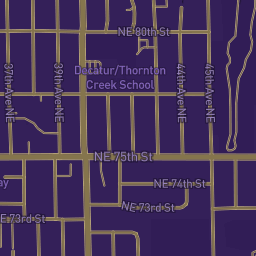 NE 80th St
37th Ave NE
39th Ave NE
Decatur/Thornton
Creek School
44th Ave NE
45th Ave NE
NE 75th St
ay
NE 74th St
NE 73rd St
NE 73rd St